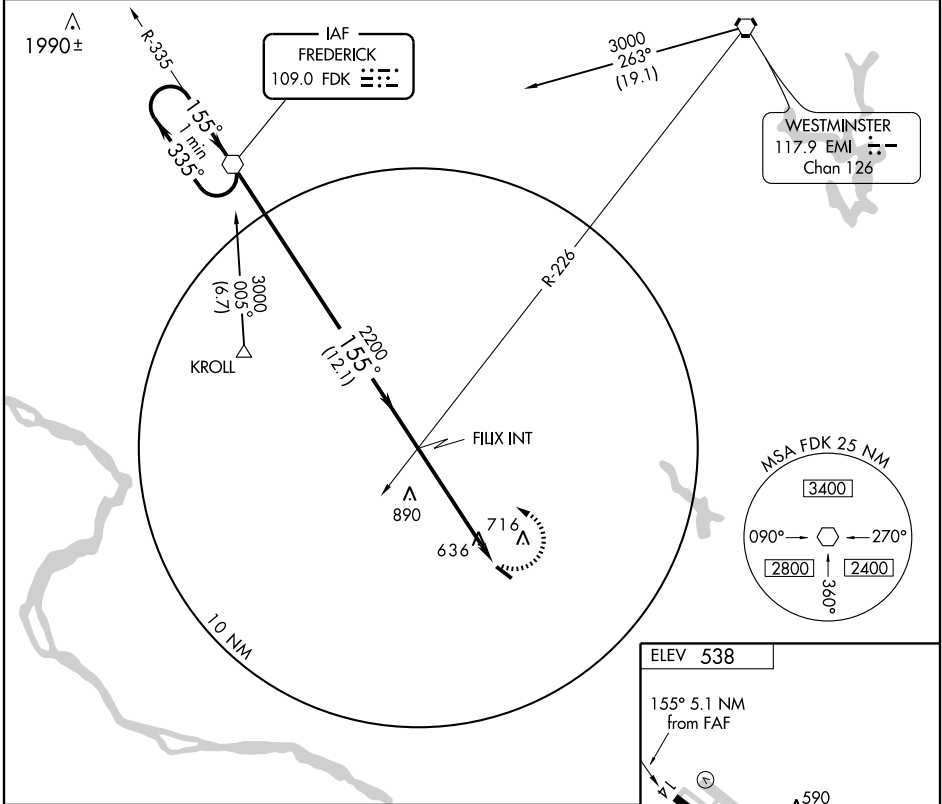 1990 ±
R-335
IAF
FREDERICK
109.0 FDK
155°
1 min
335°
3000
263°
(19.1)
WESTMINSTER
117.9 EMI
Chan 126
R-226
3000
005°
(6.7)
KROLL
2200
155°
(12.1)
FILIX INT
890
716
636
10 NM
MSA FDK 25 NM
3400
090°
270°
2800
2400
360°
ELEV 538
155° 5.1 NM
from FAF
14
V
590